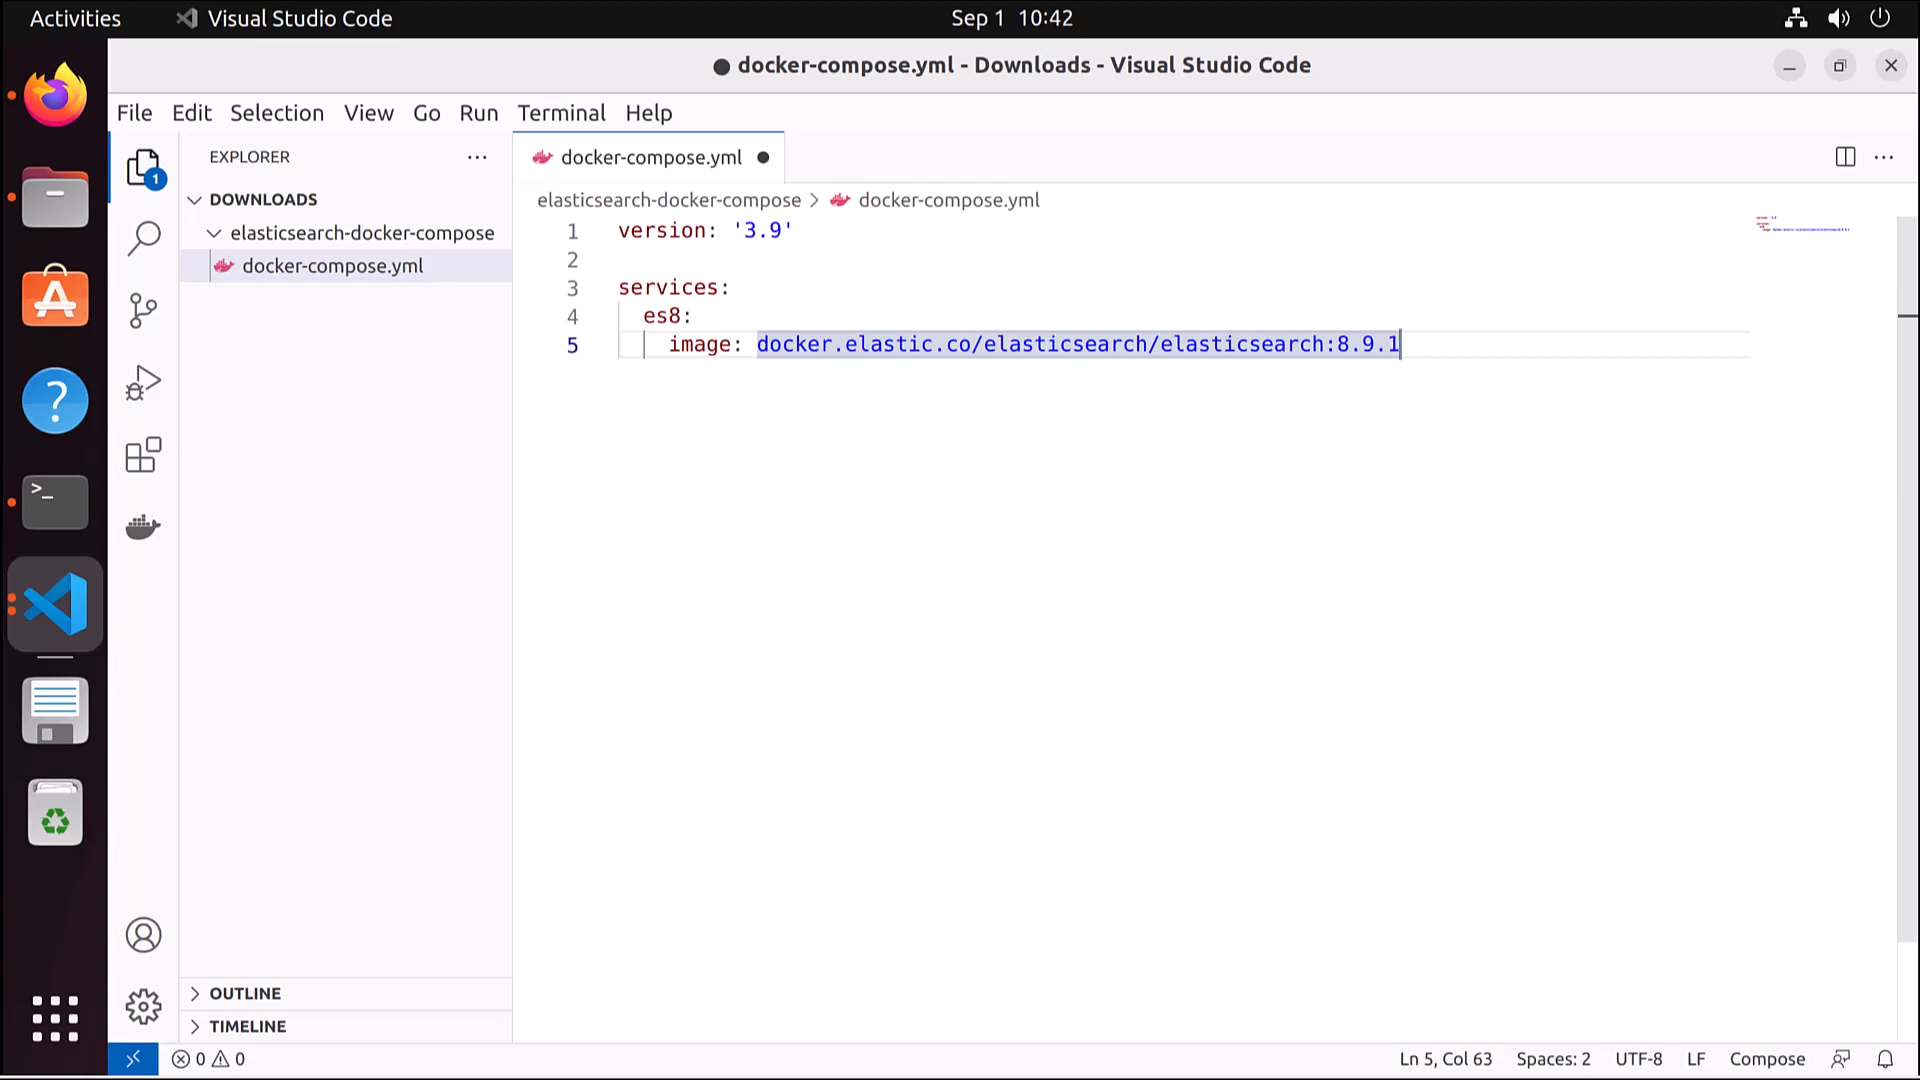 Activities
Visual Studio Code
Sep 1 10:42
docker-compose.yml - Downloads - Visual Studio Code
File Edit Selection View Go Run Terminal Help
1
EXPLORER
DOWNLOADS
elasticsearch-docker-compose
docker-compose.yml
docker-compose.yml
elasticsearch-docker-compose > docker-compose.yml
1 version: '3.9'
2
3 services:
4 es8:
5 image: docker.elastic.co/elasticsearch/elasticsearch:8.9.1
OUTLINE
TIMELINE
0 0
Ln 5, Col 63 Spaces: 2 UTF-8 LF Compose